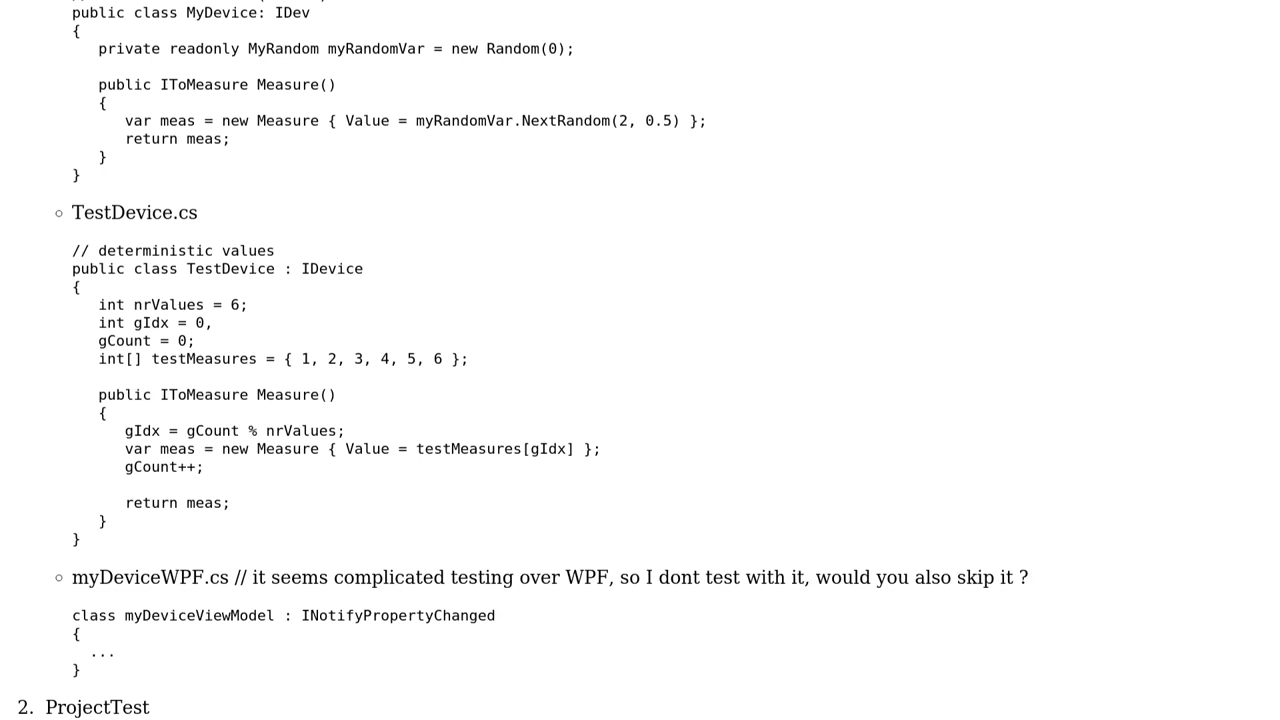 public class MyDevice: IDev
{
private readonly MyRandom myRandomVar = new Random(0);
public IToMeasure Measure()
{
var meas = new Measure { Value = myRandomVar.NextRandom(2, 0.5) };
return meas;
}
}
○ TestDevice.cs
// deterministic values
public class TestDevice : IDevice
{
int nrValues = 6;
int gIdx = 0,
gCount = 0;
int[] testMeasures = { 1, 2, 3, 4, 5, 6 };
public IToMeasure Measure()
{
gIdx = gCount % nrValues;
var meas = new Measure { Value = testMeasures[gIdx] };
gCount++;
return meas;
}
}
○ myDeviceWPF.cs // it seems complicated testing over WPF, so I dont test with it, would you also skip it ?
class myDeviceViewModel : INotifyPropertyChanged
{
...
}
2. ProjectTest